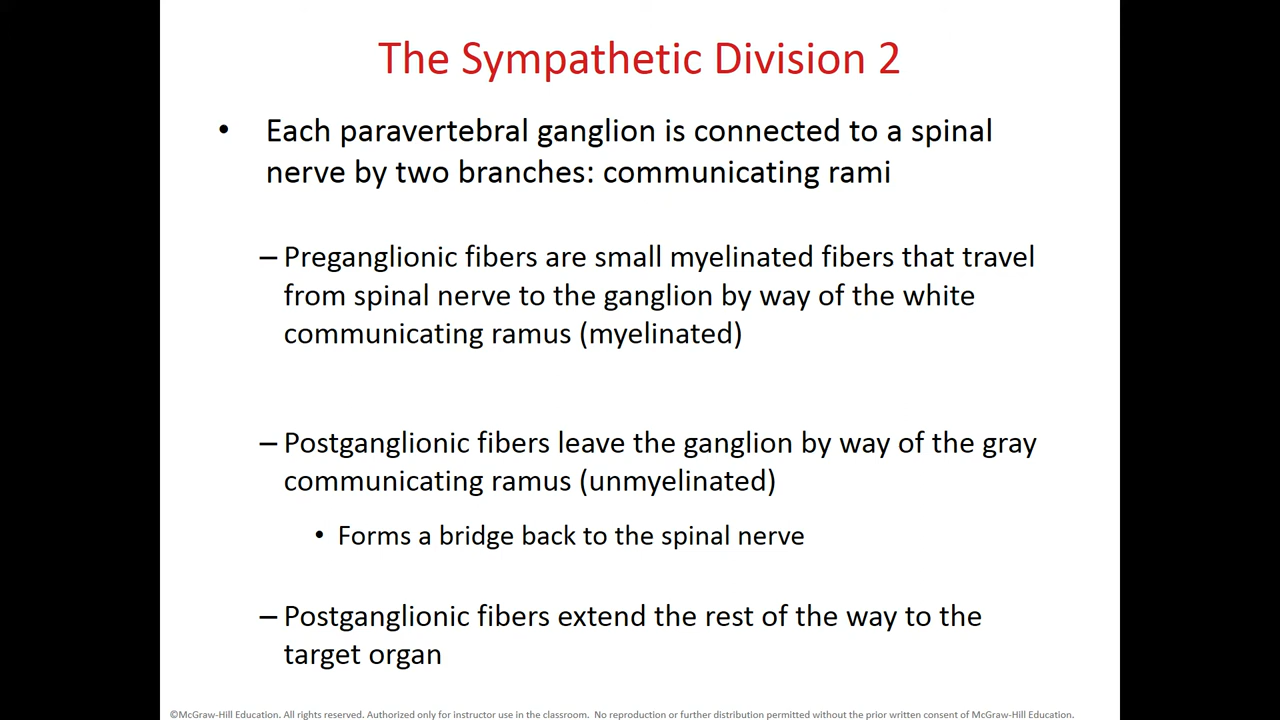 The Sympathetic Division 2
• Each paravertebral ganglion is connected to a spinal
nerve by two branches: communicating rami
– Preganglionic fibers are small myelinated fibers that travel
from spinal nerve to the ganglion by way of the white
communicating ramus (myelinated)
– Postganglionic fibers leave the ganglion by way of the gray
communicating ramus (unmyelinated)
• Forms a bridge back to the spinal nerve
– Postganglionic fibers extend the rest of the way to the
target organ
©McGraw-Hill Education. All rights reserved. Authorized only for instructor use in the classroom. No reproduction or further distribution permitted without the prior written consent of McGraw-Hill Education.